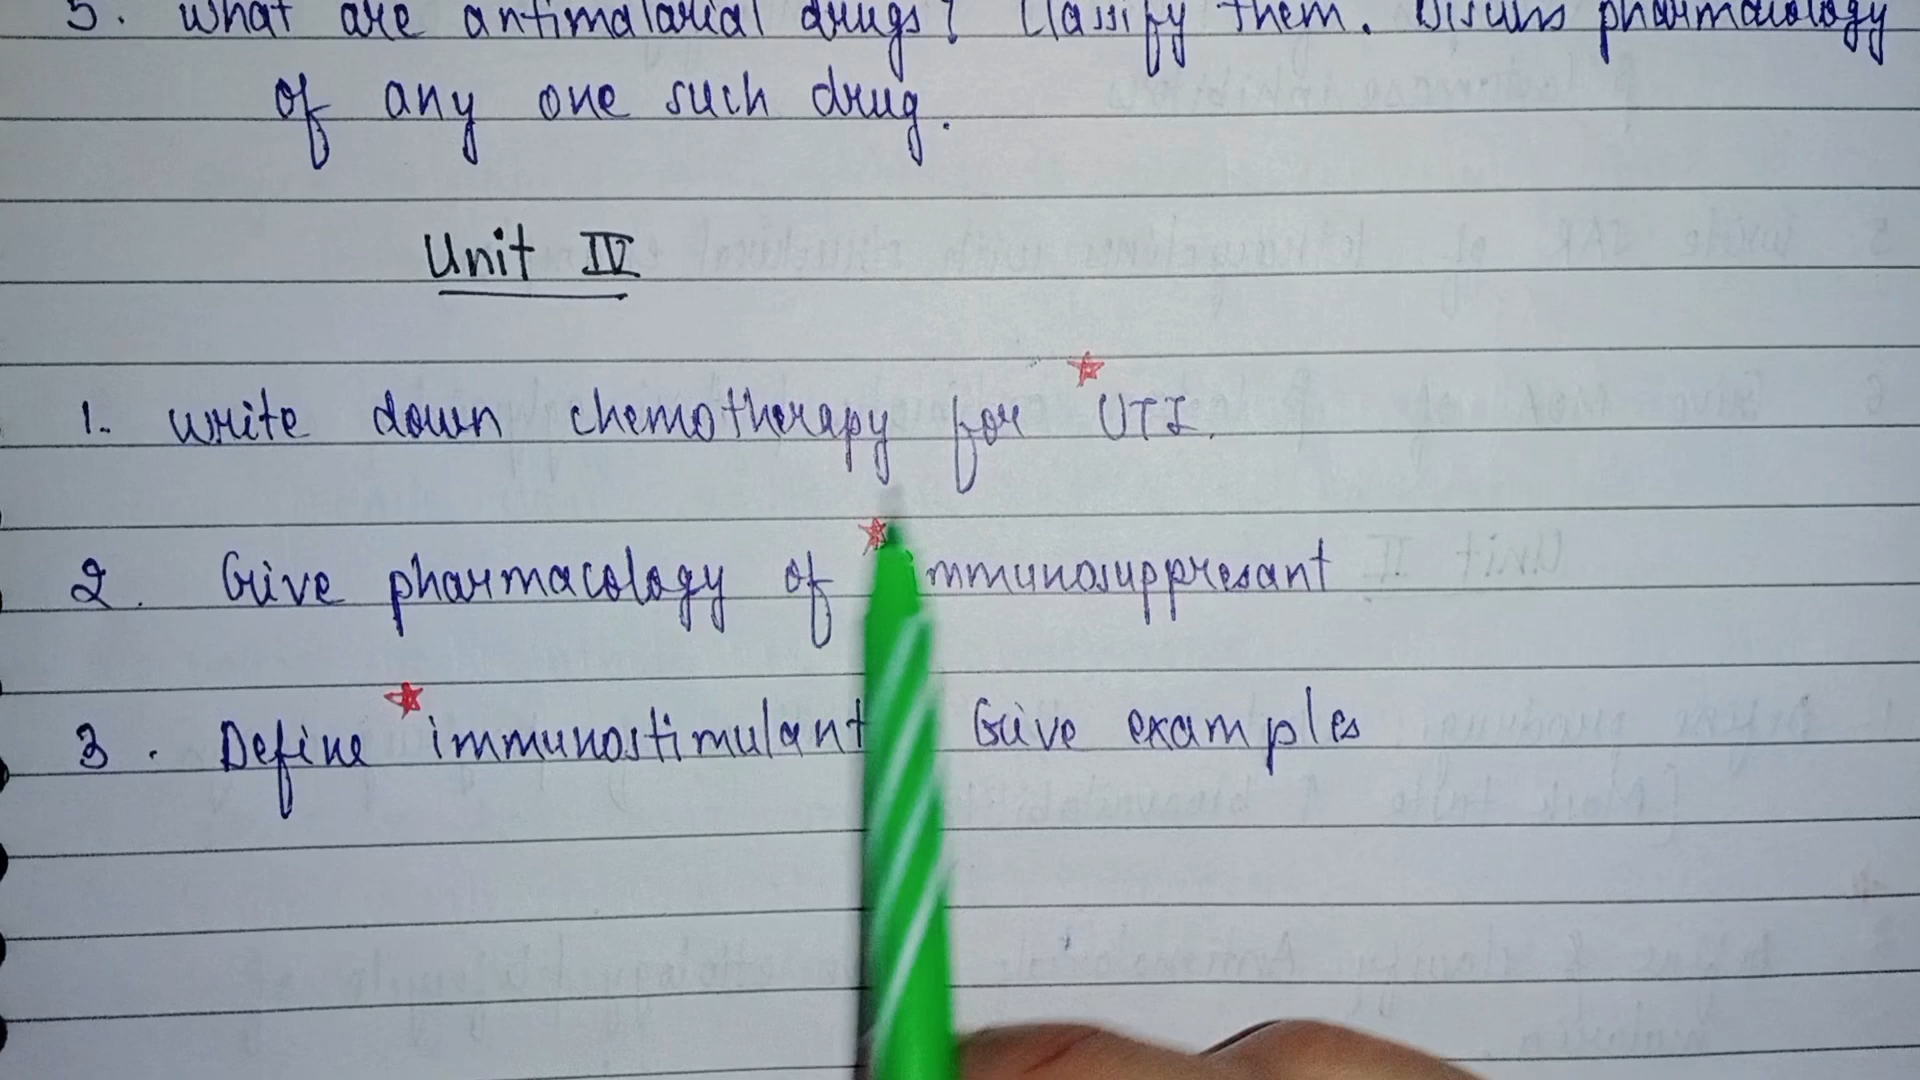 5. What are antimalarial drugs? Classify them. Discuss pharmacology
of any one such drug.
Unit IV
1. Write down chemotherapy for UTI.
2. Give pharmacology of immunosuppresant
3. Define immunostimulant Give examples